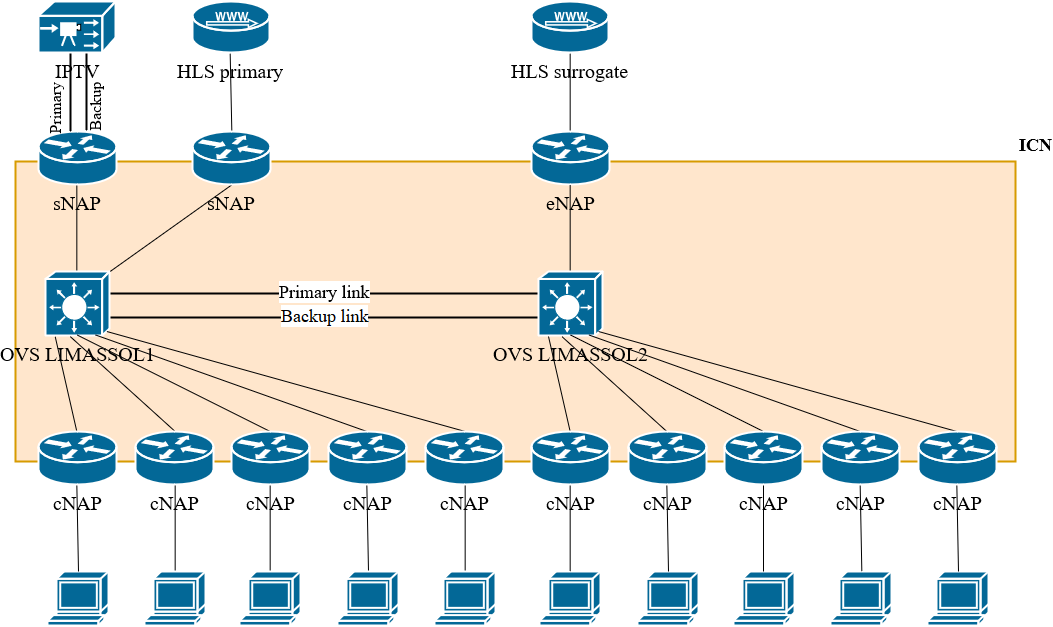 WWW
WWW
IPTV
HLS primary
HLS surrogate
Primary
Backup
ICN
sNAP
sNAP
eNAP
Primary link
Backup link
OVS LIMASSOL1
OVS LIMASSOL2
cNAP
cNAP
cNAP
cNAP
cNAP
cNAP
cNAP
cNAP
cNAP
cNAP